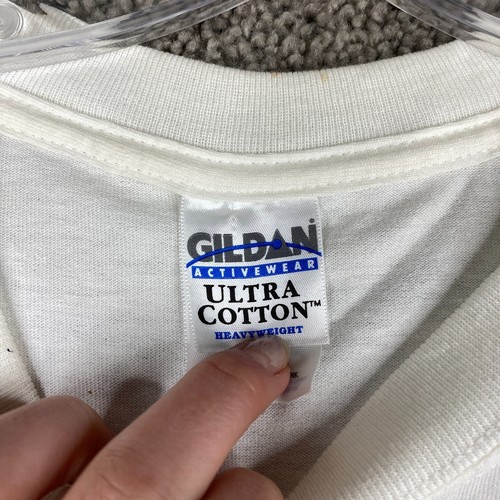 GILDAN®
ACTIVEWEAR
ULTRA
COTTON™
HEAVYWEIGHT